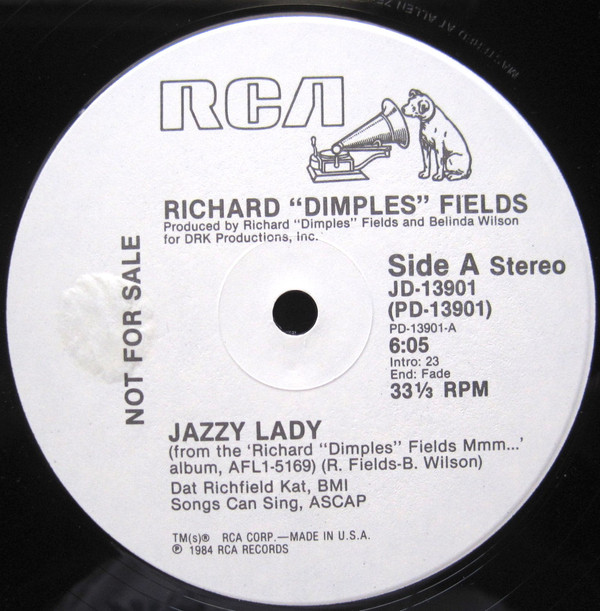 MASTERED AT ALLEN Z
RCA
RICHARD "DIMPLES" FIELDS
Produced by Richard "Dimples" Fields and Belinda Wilson
for DRK Productions, Inc.
NOT FOR SALE
Side A Stereo
JD-13901
(PD-13901)
PD-13901-A
6:05
Intro: 23
End: Fade
33⅓ RPM
JAZZY LADY
(from the 'Richard "Dimples" Fields Mmm...'
album, AFL1-5169) (R. Fields-B. Wilson)
Dat Richfield Kat, BMI
Songs Can Sing, ASCAP
TM(s)® RCA CORP.—MADE IN U.S.A.
℗ 1984 RCA RECORDS